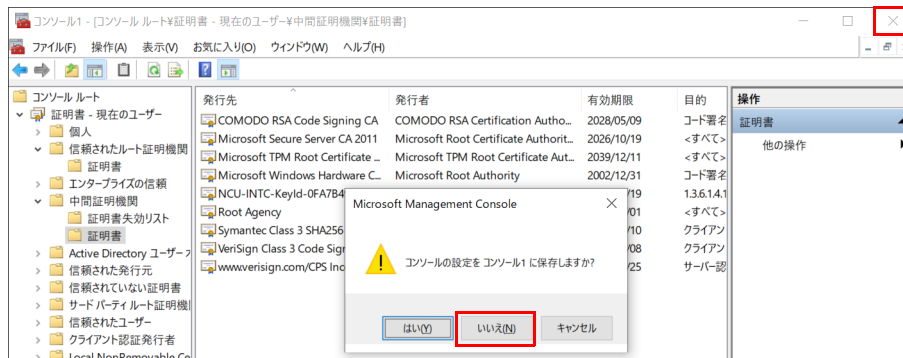 コンソール1 - [コンソール ルート¥証明書 - 現在のユーザー¥中間証明機関¥証明書]
ファイル(F) 操作(A) 表示(V) お気に入り(O) ウィンドウ(W) ヘルプ(H)
コンソール ルート
証明書 - 現在のユーザー
個人
信頼されたルート証明機関
証明書
エンタープライズの信頼
中間証明機関
証明書失効リスト
証明書
Active Directory ユーザー
信頼された発行元
信頼されていない証明書
サード パーティ ルート証明機
信頼されたユーザー
クライアント認証発行者
Local NonRemovable Ce
発行先 発行者 有効期限 目的
COMODO RSA Code Signing CA COMODO RSA Certification Autho... 2028/05/09 コード署名
Microsoft Secure Server CA 2011 Microsoft Root Certificate Authorit... 2026/10/19 <すべて>
Microsoft TPM Root Certificate ... Microsoft TPM Root Certificate Aut... 2039/12/11 <すべて>
Microsoft Windows Hardware C... Microsoft Root Authority 2002/12/31 コード署名
NCU-INTC-KeyId-0FA7B4 /19 1.3.6.1.4.1
Root Agency /01 <すべて>
Symantec Class 3 SHA256 /10 クライアン
VeriSign Class 3 Code Sigr /08 クライアン
www.verisign.com/CPS Inc /25 サーバー認
操作
証明書
他の操作
Microsoft Management Console
コンソールの設定を コンソール1 に保存しますか?
はい(Y) いいえ(N) キャンセル